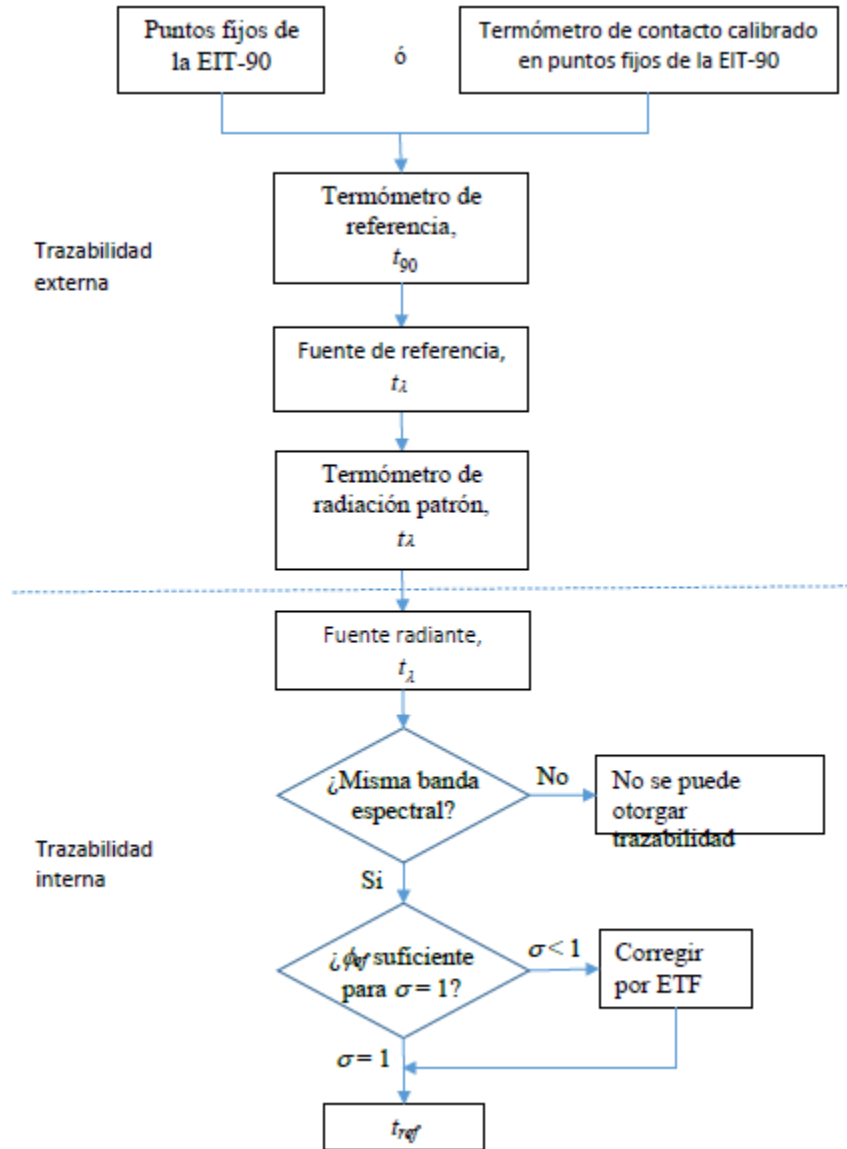 Puntos fijos de
la EIT-90
ó
Termómetro de contacto calibrado
en puntos fijos de la EIT-90
Termómetro de
referencia,
t90
Trazabilidad
externa
Fuente de referencia,
tλ
Termómetro de
radiación patrón,
tλ
Fuente radiante,
tλ
¿Misma banda
espectral?
No
No se puede
otorgar
trazabilidad
Trazabilidad
interna
Si
¿ϕref suficiente
para σ = 1?
σ < 1
Corregir
por ETF
σ = 1
tref